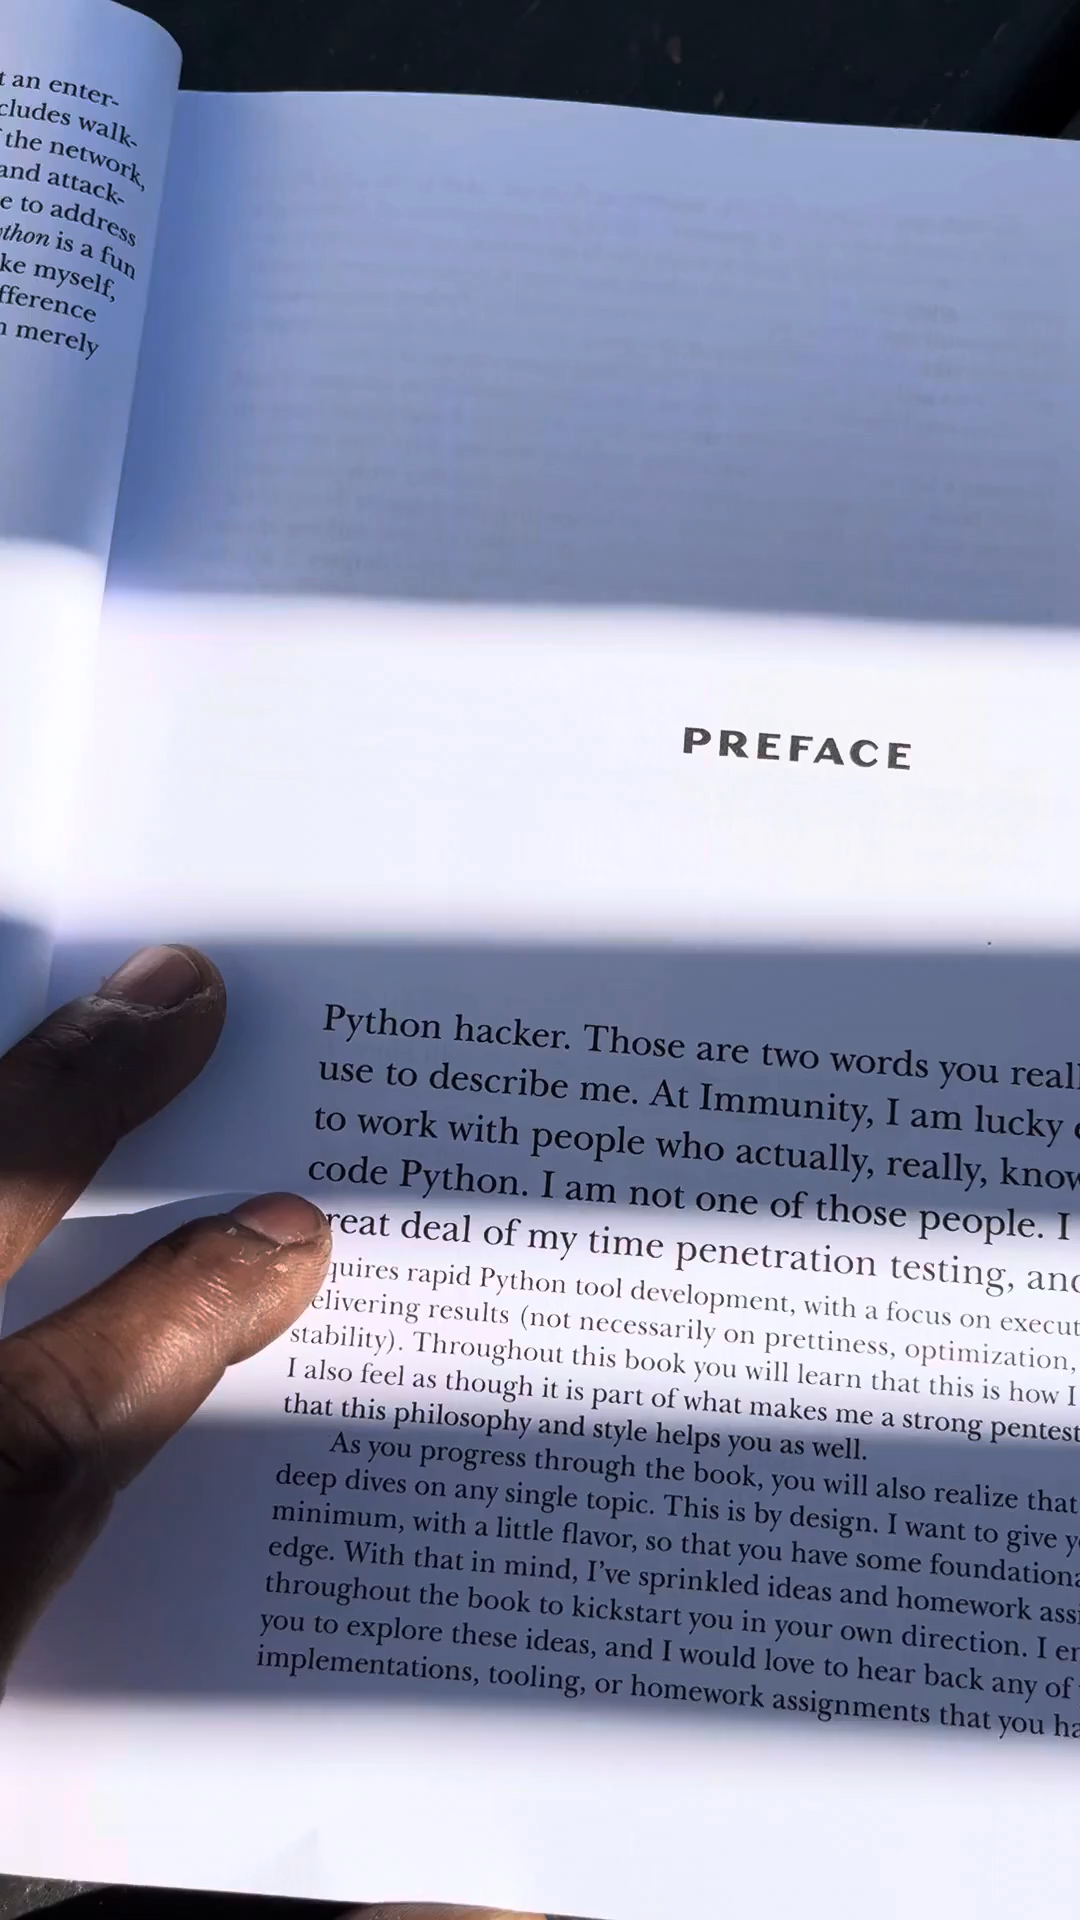 t an enter-
cludes walk-
the network,
and attack-
e to address
thon is a fun
ke myself,
fference
merely
PREFACE
Python hacker. Those are two words you reall
use to describe me. At Immunity, I am lucky
to work with people who actually, really, know
code Python. I am not one of those people. I
reat deal of my time penetration testing, and
quires rapid Python tool development, with a focus on execut
elivering results (not necessarily on prettiness, optimization,
stability). Throughout this book you will learn that this is how I
I also feel as though it is part of what makes me a strong pentest
that this philosophy and style helps you as well.
As you progress through the book, you will also realize that
deep dives on any single topic. This is by design. I want to give y
minimum, with a little flavor, so that you have some foundationa
edge. With that in mind, I've sprinkled ideas and homework assi
throughout the book to kickstart you in your own direction. I en
you to explore these ideas, and I would love to hear back any of
implementations, tooling, or homework assignments that you ha